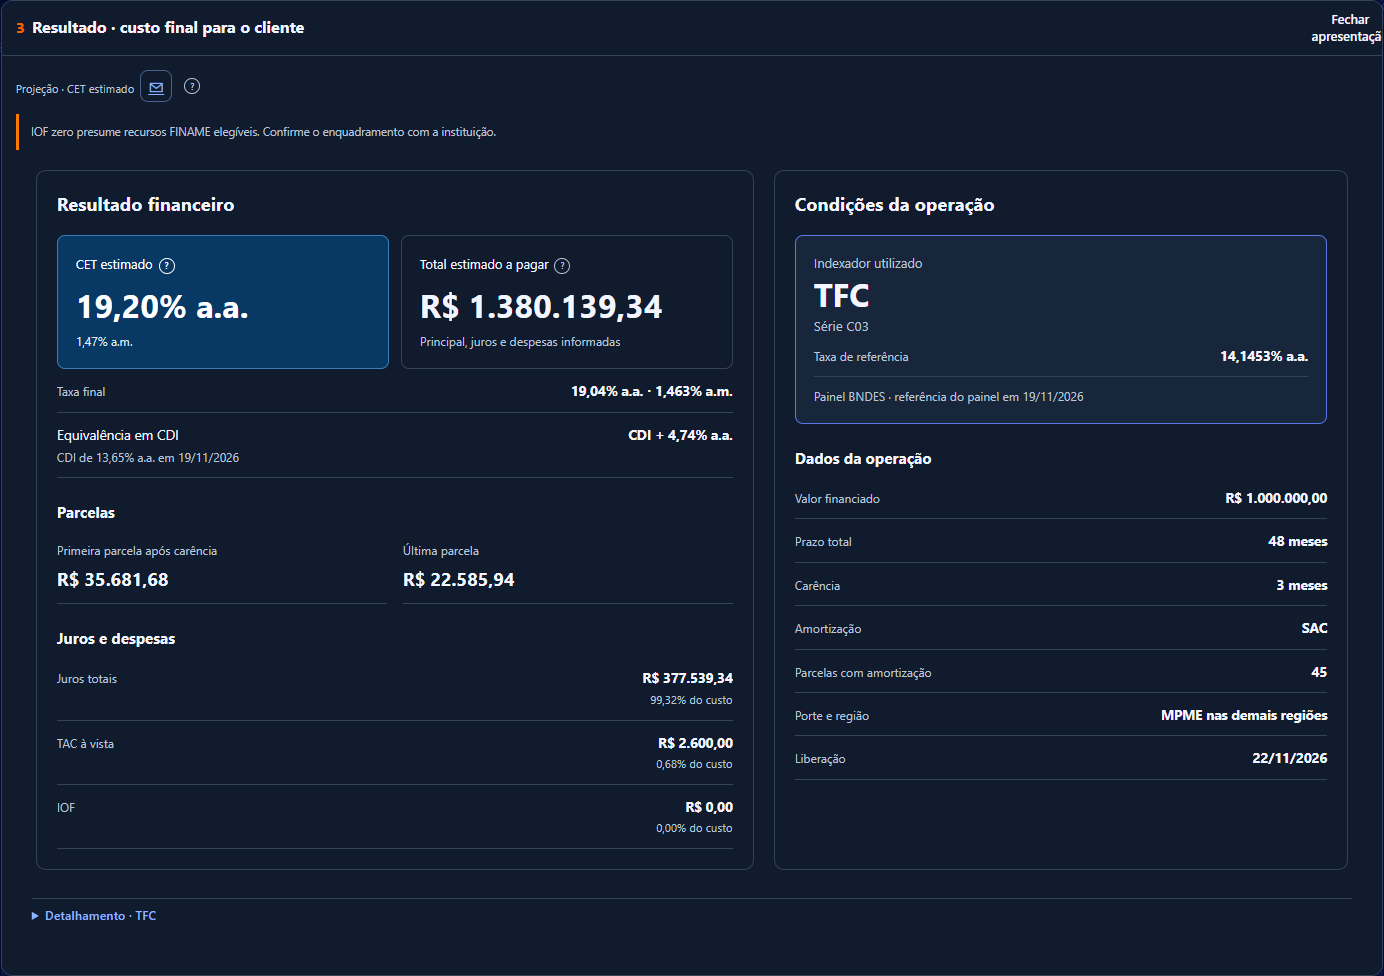 3 Resultado · custo final para o cliente
Fechar
apresentaçã
Projeção · CET estimado
?
IOF zero presume recursos FINAME elegíveis. Confirme o enquadramento com a instituição.
Resultado financeiro
CET estimado ?
19,20% a.a.
1,47% a.m.
Total estimado a pagar ?
R$ 1.380.139,34
Principal, juros e despesas informadas
Taxa final
19,04% a.a. · 1,463% a.m.
Equivalência em CDI
CDI + 4,74% a.a.
CDI de 13,65% a.a. em 19/11/2026
Parcelas
Primeira parcela após carência
R$ 35.681,68
Última parcela
R$ 22.585,94
Juros e despesas
Juros totais
R$ 377.539,34
99,32% do custo
TAC à vista
R$ 2.600,00
0,68% do custo
IOF
R$ 0,00
0,00% do custo
Condições da operação
Indexador utilizado
TFC
Série C03
Taxa de referência
14,1453% a.a.
Painel BNDES · referência do painel em 19/11/2026
Dados da operação
Valor financiado
R$ 1.000.000,00
Prazo total
48 meses
Carência
3 meses
Amortização
SAC
Parcelas com amortização
45
Porte e região
MPME nas demais regiões
Liberação
22/11/2026
Detalhamento · TFC